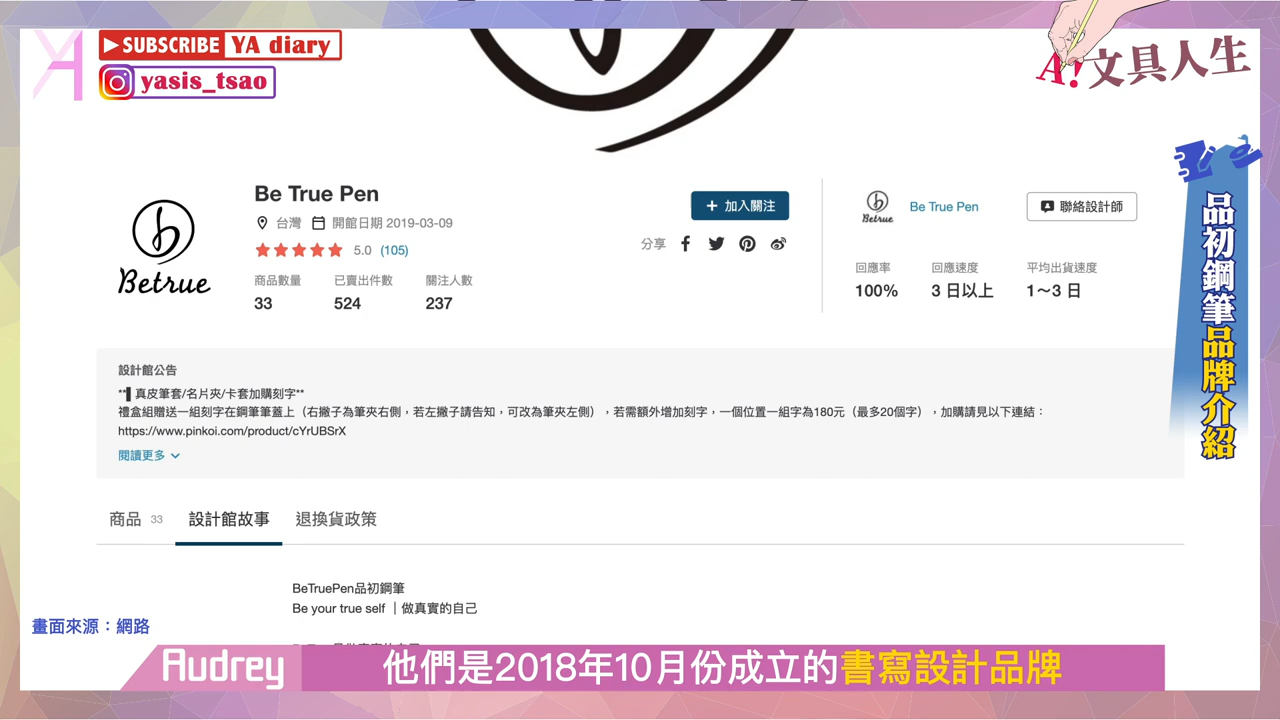 SUBSCRIBE YA diary
yasis_tsao
A!文具人生
品初鋼筆品牌介紹
Betrue
Be True Pen
台灣 開館日期 2019-03-09
5.0 (105)
商品數量 已賣出件數 關注人數
33 524 237
加入關注
分享
Betrue
Be True Pen
聯絡設計師
回應率 回應速度 平均出貨速度
100% 3 日以上 1～3 日
設計館公告
**▌真皮筆套/名片夾/卡套加購刻字**
禮盒組贈送一組刻字在鋼筆筆蓋上（右撇子為筆夾右側，若左撇子請告知，可改為筆夾左側），若需額外增加刻字，一個位置一組字為180元（最多20個字），加購請見以下連結：
https://www.pinkoi.com/product/cYrUBSrX
閱讀更多
商品 33 設計館故事 退換貨政策
BeTruePen品初鋼筆
Be your true self ｜做真實的自己
畫面來源：網路
Audrey
他們是2018年10月份成立的書寫設計品牌